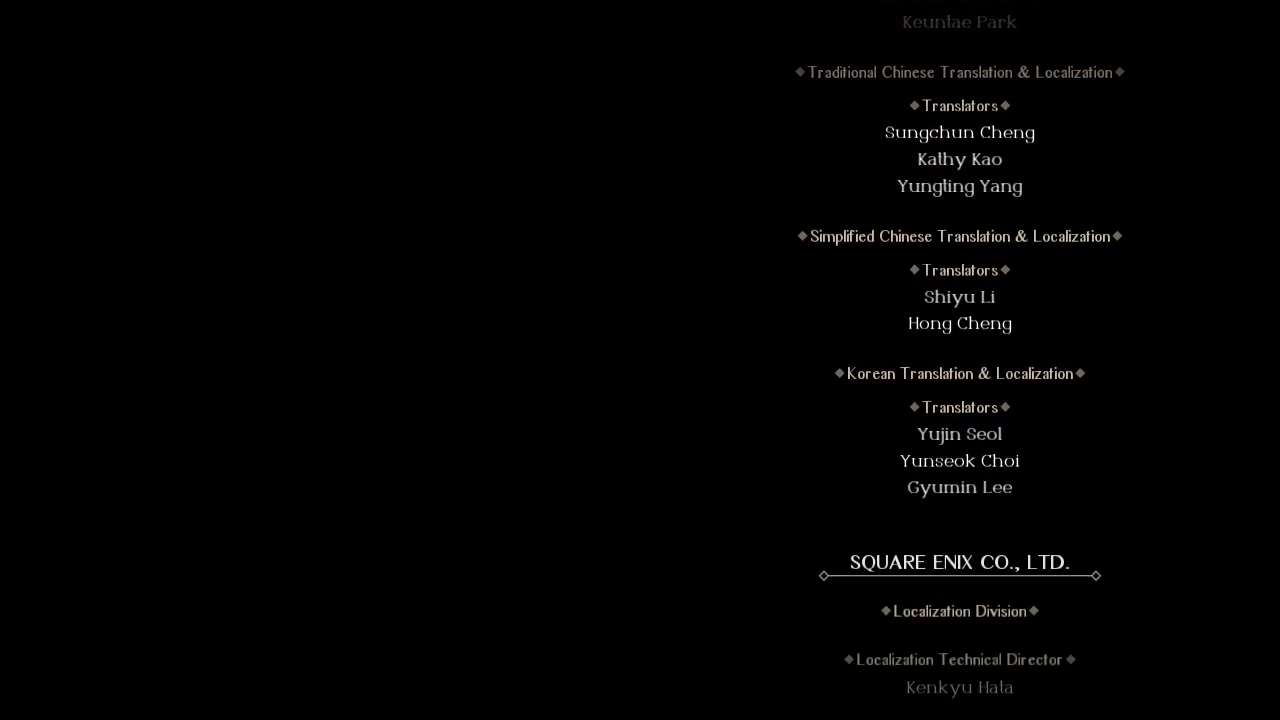 Keuntae Park
◆Traditional Chinese Translation & Localization◆
◆Translators◆
Sungchun Cheng
Kathy Kao
Yungting Yang
◆Simplified Chinese Translation & Localization◆
◆Translators◆
Shiyu Li
Hong Cheng
◆Korean Translation & Localization◆
◆Translators◆
Yujin Seol
Yunseok Choi
Gyumin Lee
SQUARE ENIX CO., LTD.
◆Localization Division◆
◆Localization Technical Director◆
Kenkyu Hata